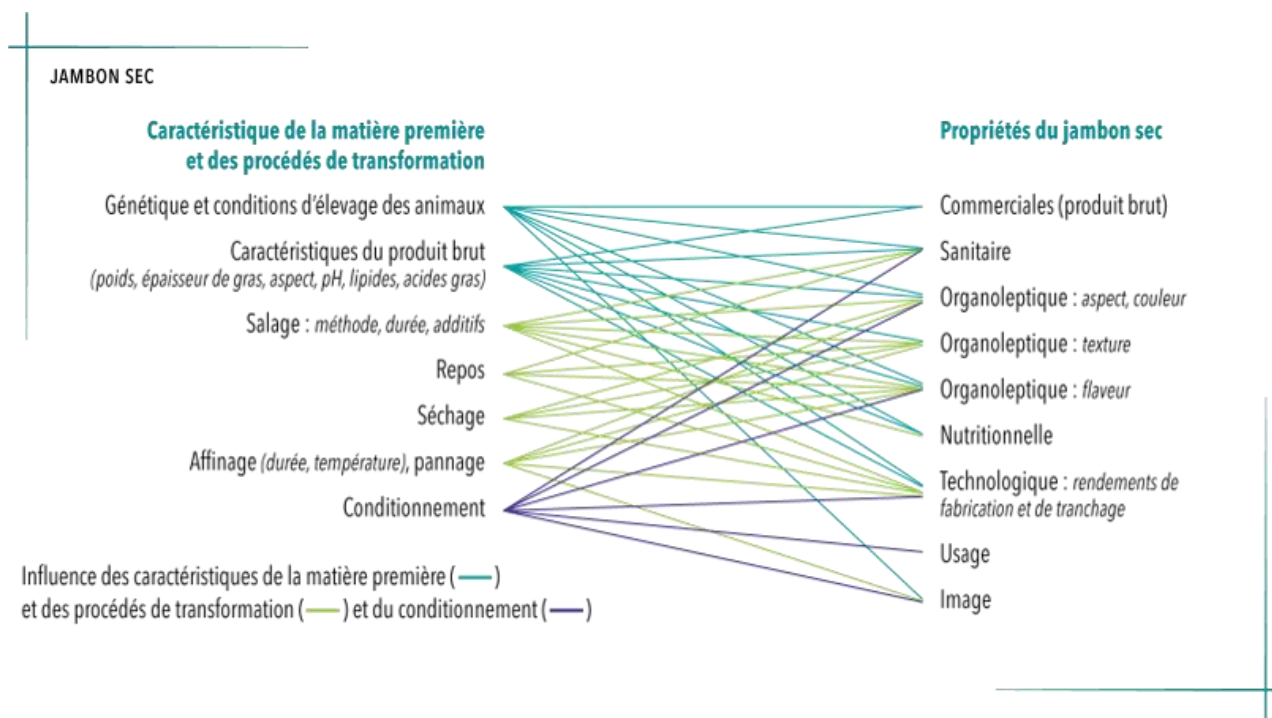 JAMBON SEC
Caractéristique de la matière première
et des procédés de transformation
Génétique et conditions d'élevage des animaux
Caractéristiques du produit brut
(poids, épaisseur de gras, aspect, pH, lipides, acides gras)
Salage : méthode, durée, additifs
Repos
Séchage
Affinage (durée, température), pannage
Conditionnement
Propriétés du jambon sec
Commerciales (produit brut)
Sanitaire
Organoleptique : aspect, couleur
Organoleptique : texture
Organoleptique : flaveur
Nutritionnelle
Technologique : rendements de
fabrication et de tranchage
Usage
Image
Influence des caractéristiques de la matière première (—)
et des procédés de transformation (—) et du conditionnement (—)